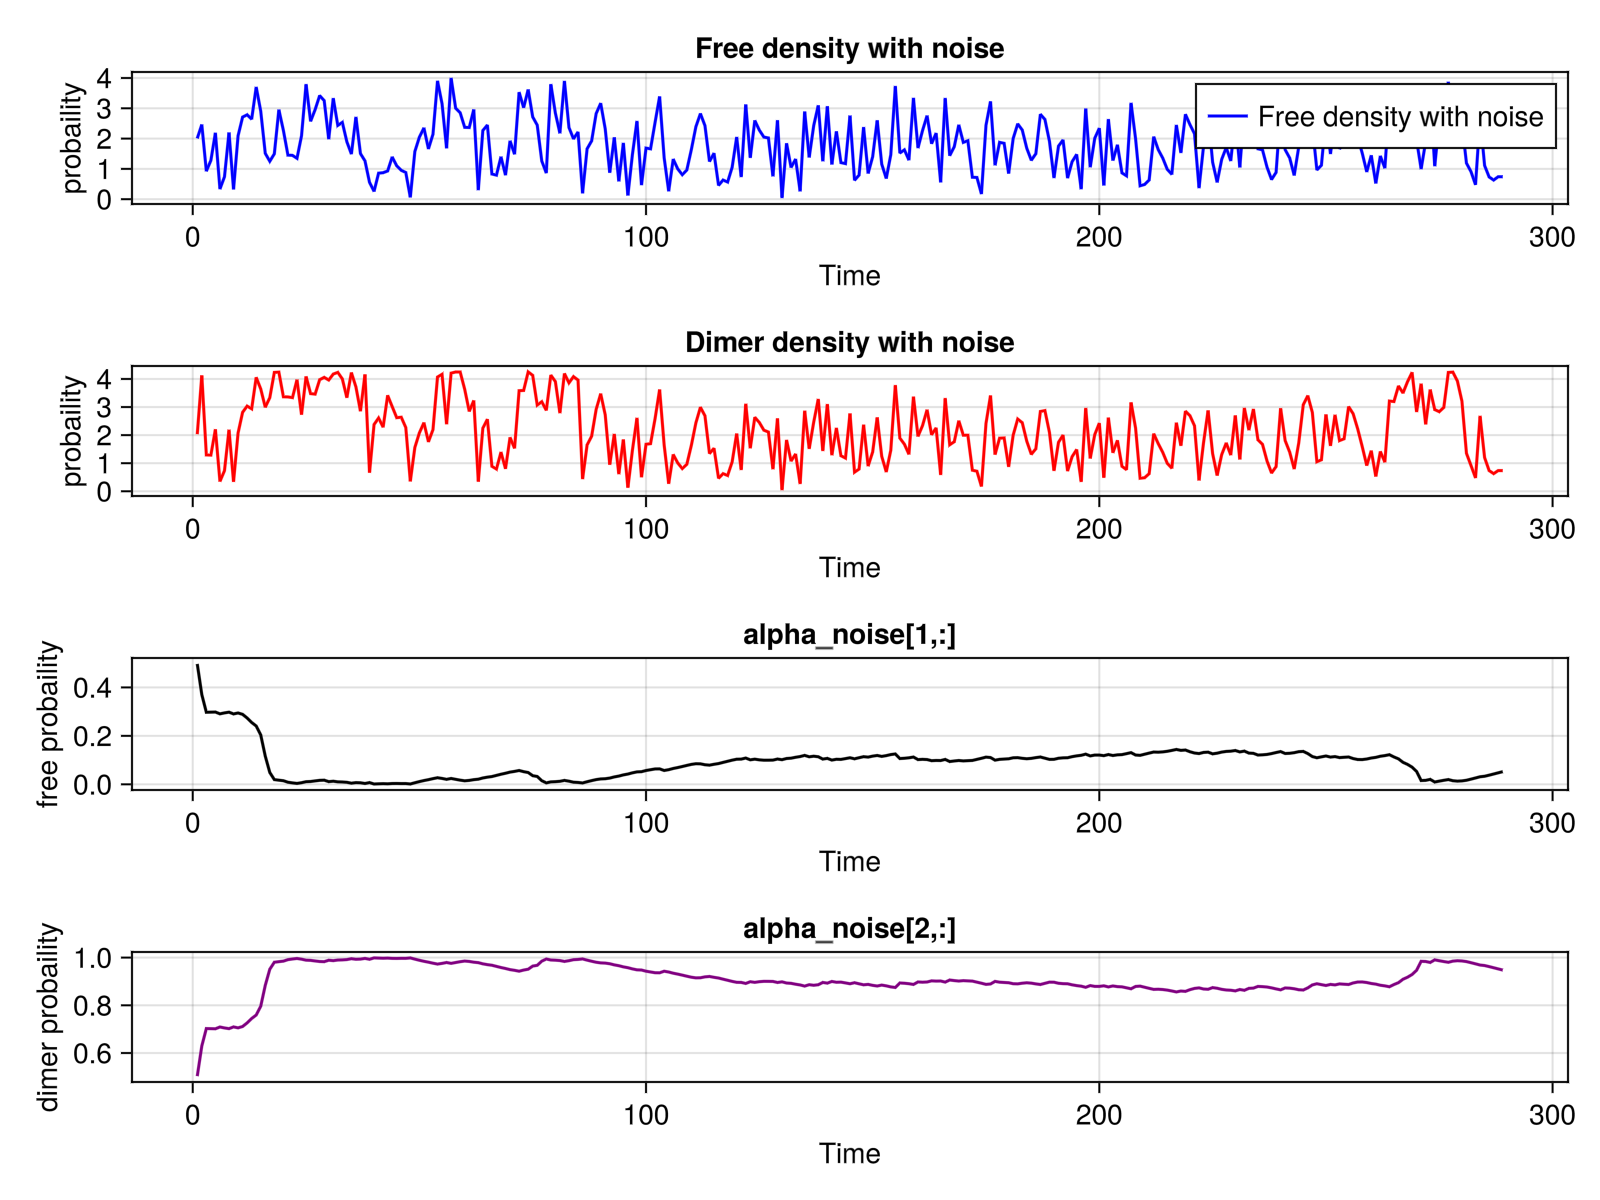 Free density with noise
probaility
4
3
2
1
0
Free density with noise
0 100 200 300
Time
Dimer density with noise
probaility
4
3
2
1
0
0 100 200 300
Time
alpha_noise[1,:]
free probaility
0.4
0.2
0.0
0 100 200 300
Time
alpha_noise[2,:]
dimer probaility
1.0
0.8
0.6
0 100 200 300
Time